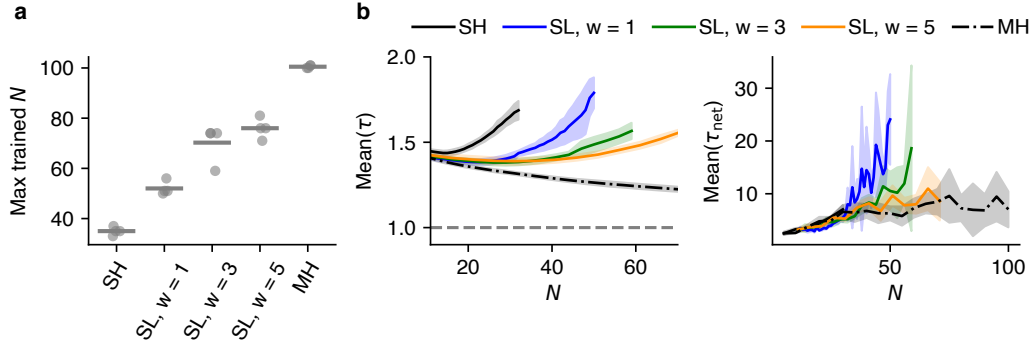 a
Max trained N
100
80
60
40
SH
SL, w = 1
SL, w = 3
SL, w = 5
MH
b
SH
SL, w = 1
SL, w = 3
SL, w = 5
MH
Mean(τ)
2.0
1.5
1.0
20
40
60
N
Mean(τnet)
30
20
10
50
100
N